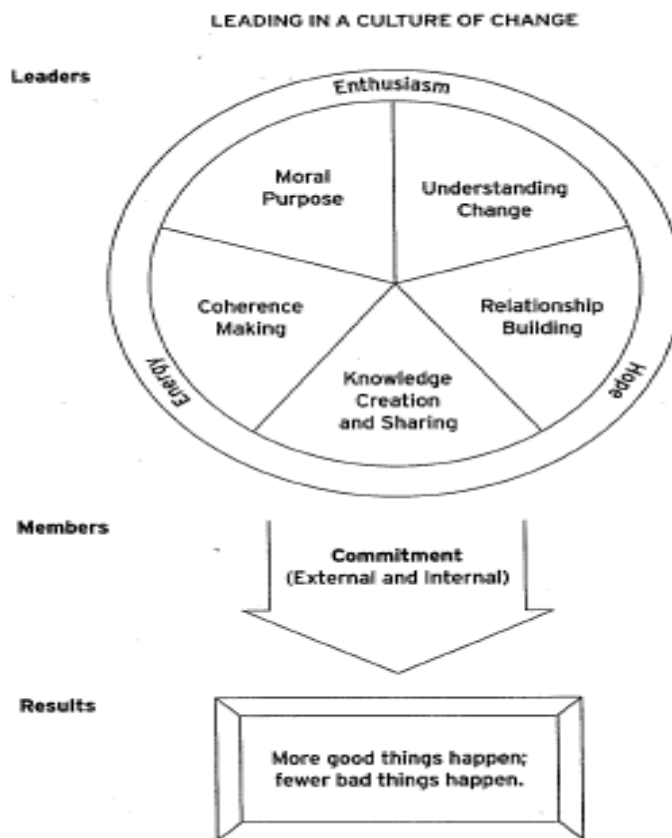 LEADING IN A CULTURE OF CHANGE
Leaders
Enthusiasm
Moral
Purpose
Understanding
Change
Coherence
Making
Relationship
Building
Knowledge
Creation
and Sharing
Energy
Hope
Members
Commitment
(External and Internal)
Results
More good things happen;
fewer bad things happen.